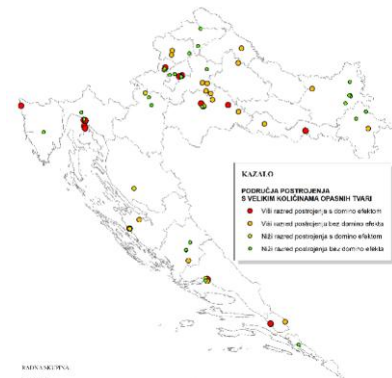 KAZALO
PODRUČJA POSTROJENJA
S VELIKIM KOLIČINAMA OPASNIH TVARI
Viši razred postrojenja s domino efektom
Viši razred postrojenja bez domino efekta
Niži razred postrojenja s domino efektom
Niži razred postrojenja bez domino efekta
RADNA SKUPINA